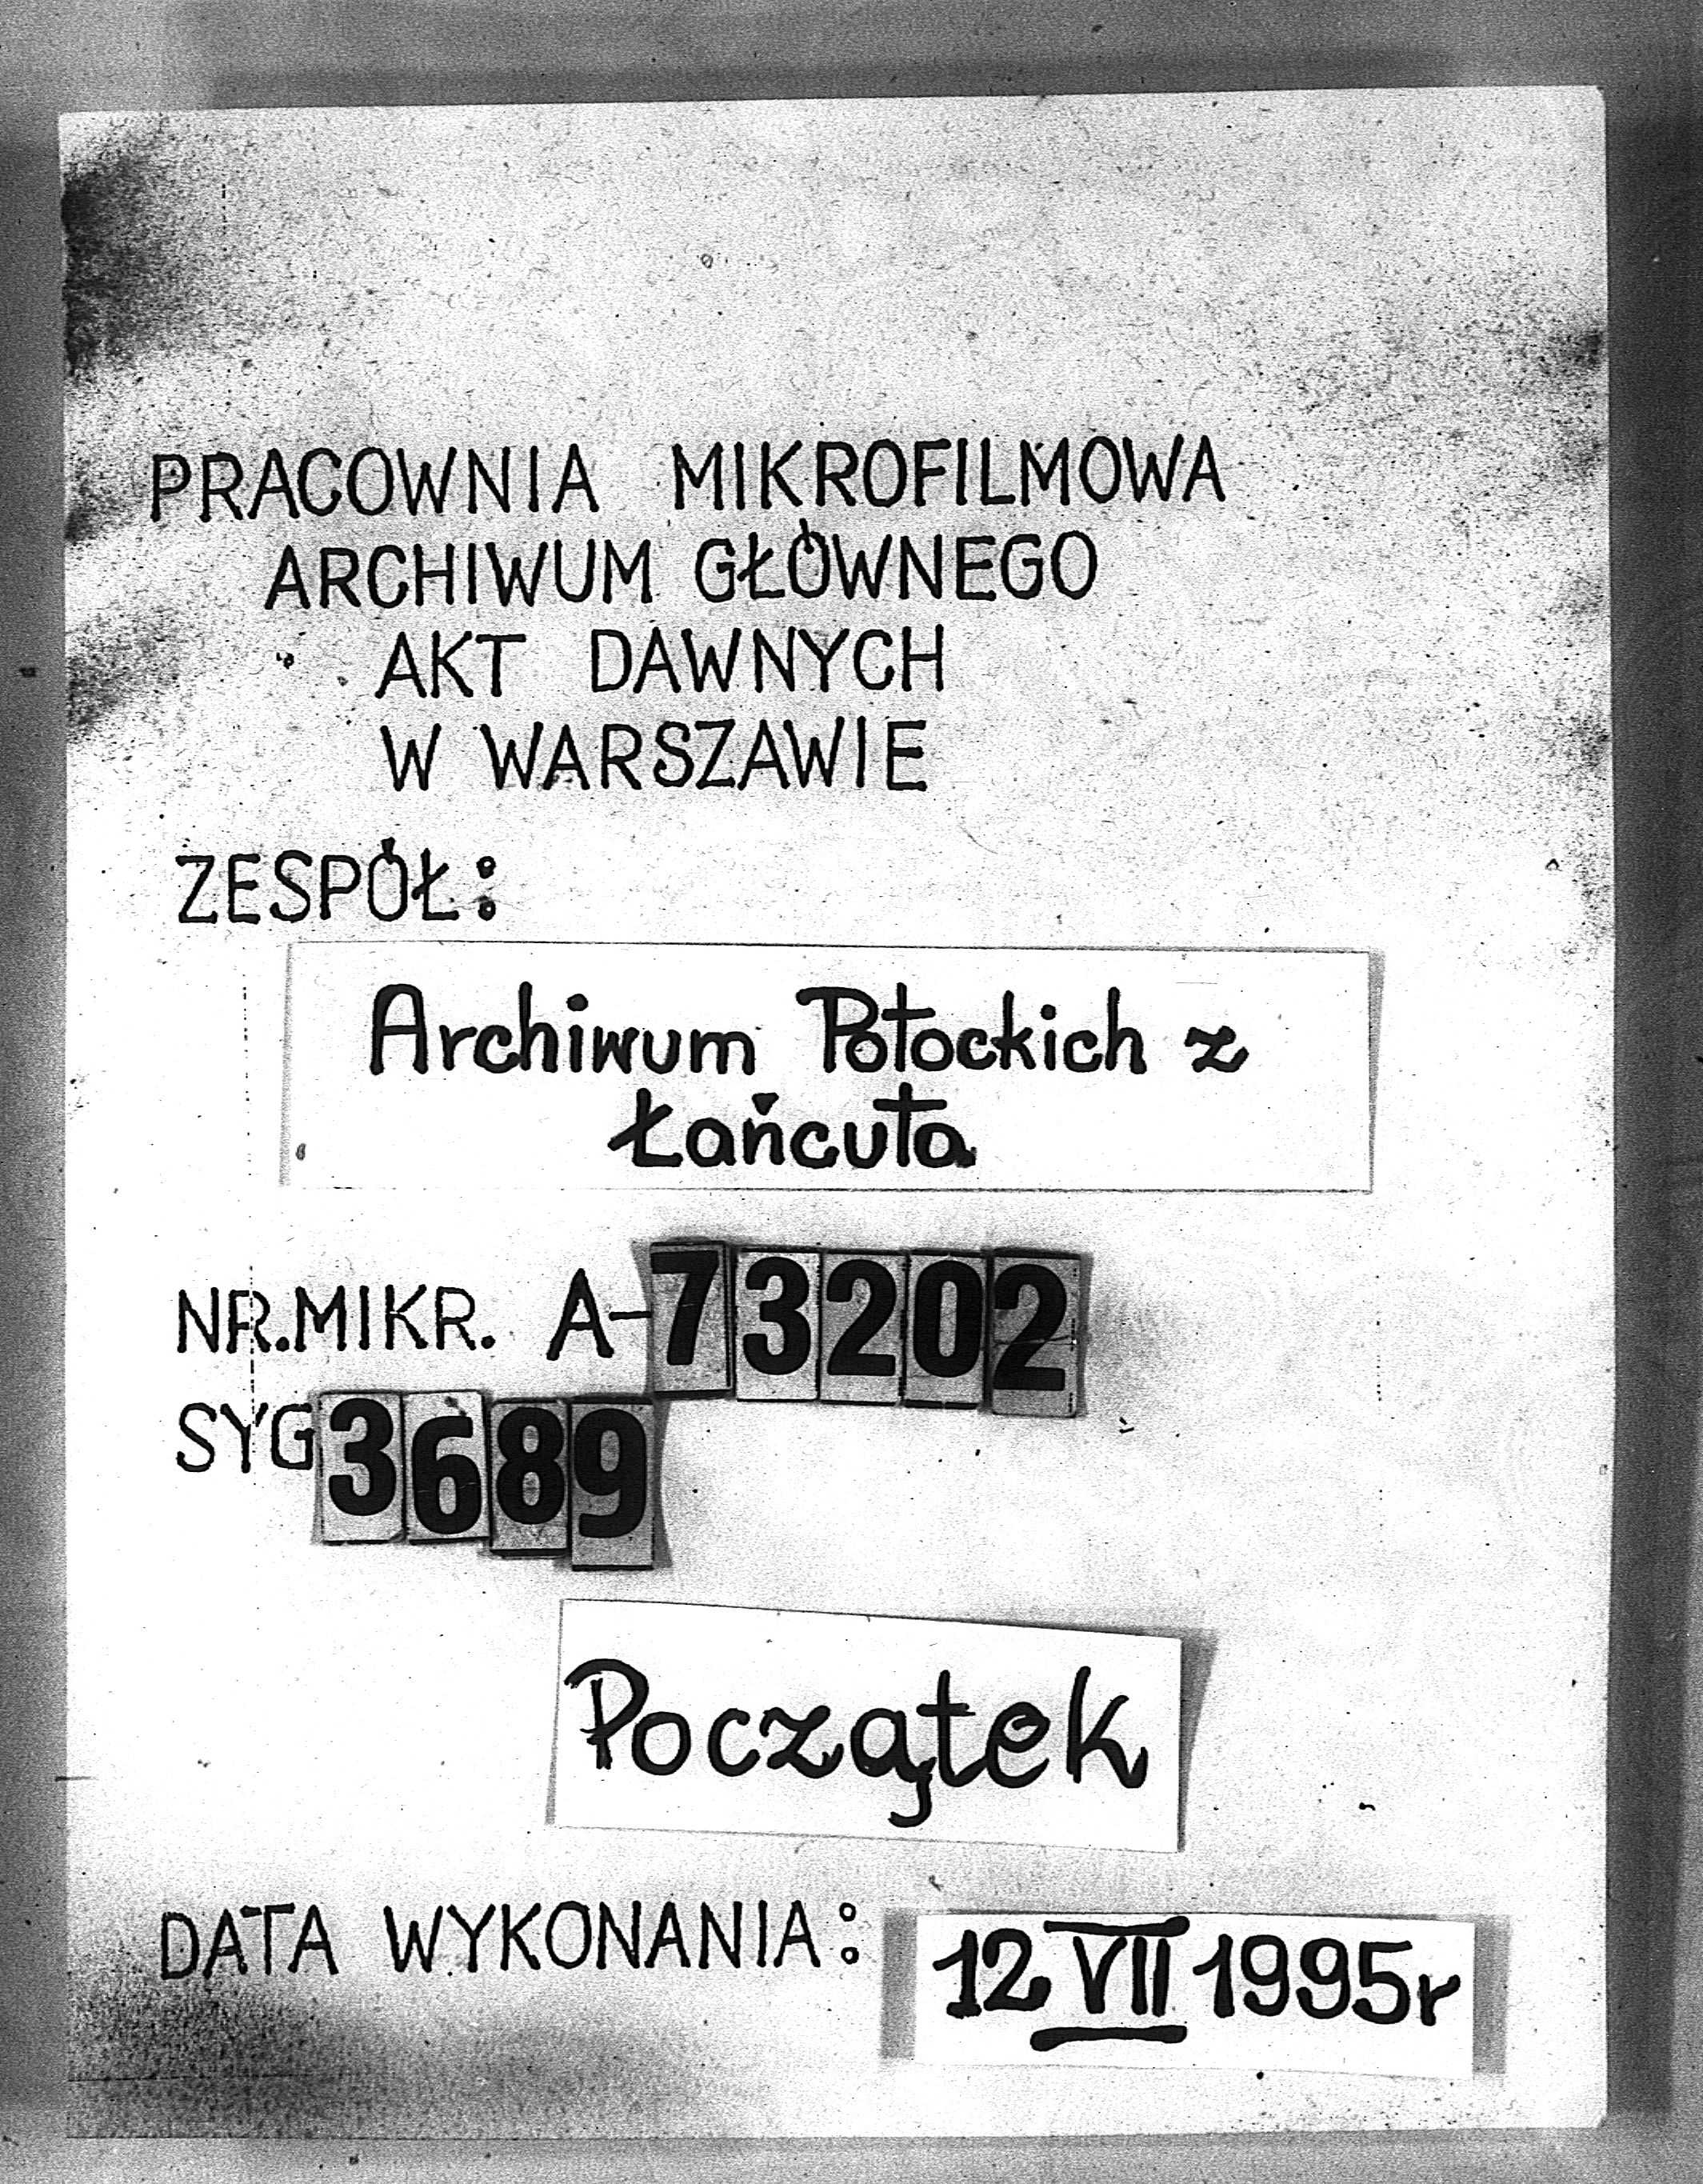 PRACOWNIA MIKROFILMOWA
ARCHIWUM GŁÓWNEGO
AKT DAWNYCH
W WARSZAWIE
ZESPÓŁ:
Archiwum Potockich z
Łańcuta
NR.MIKR. A-73202
SYG 3689
Początek
DATA WYKONANIA: 12 VII 1995r